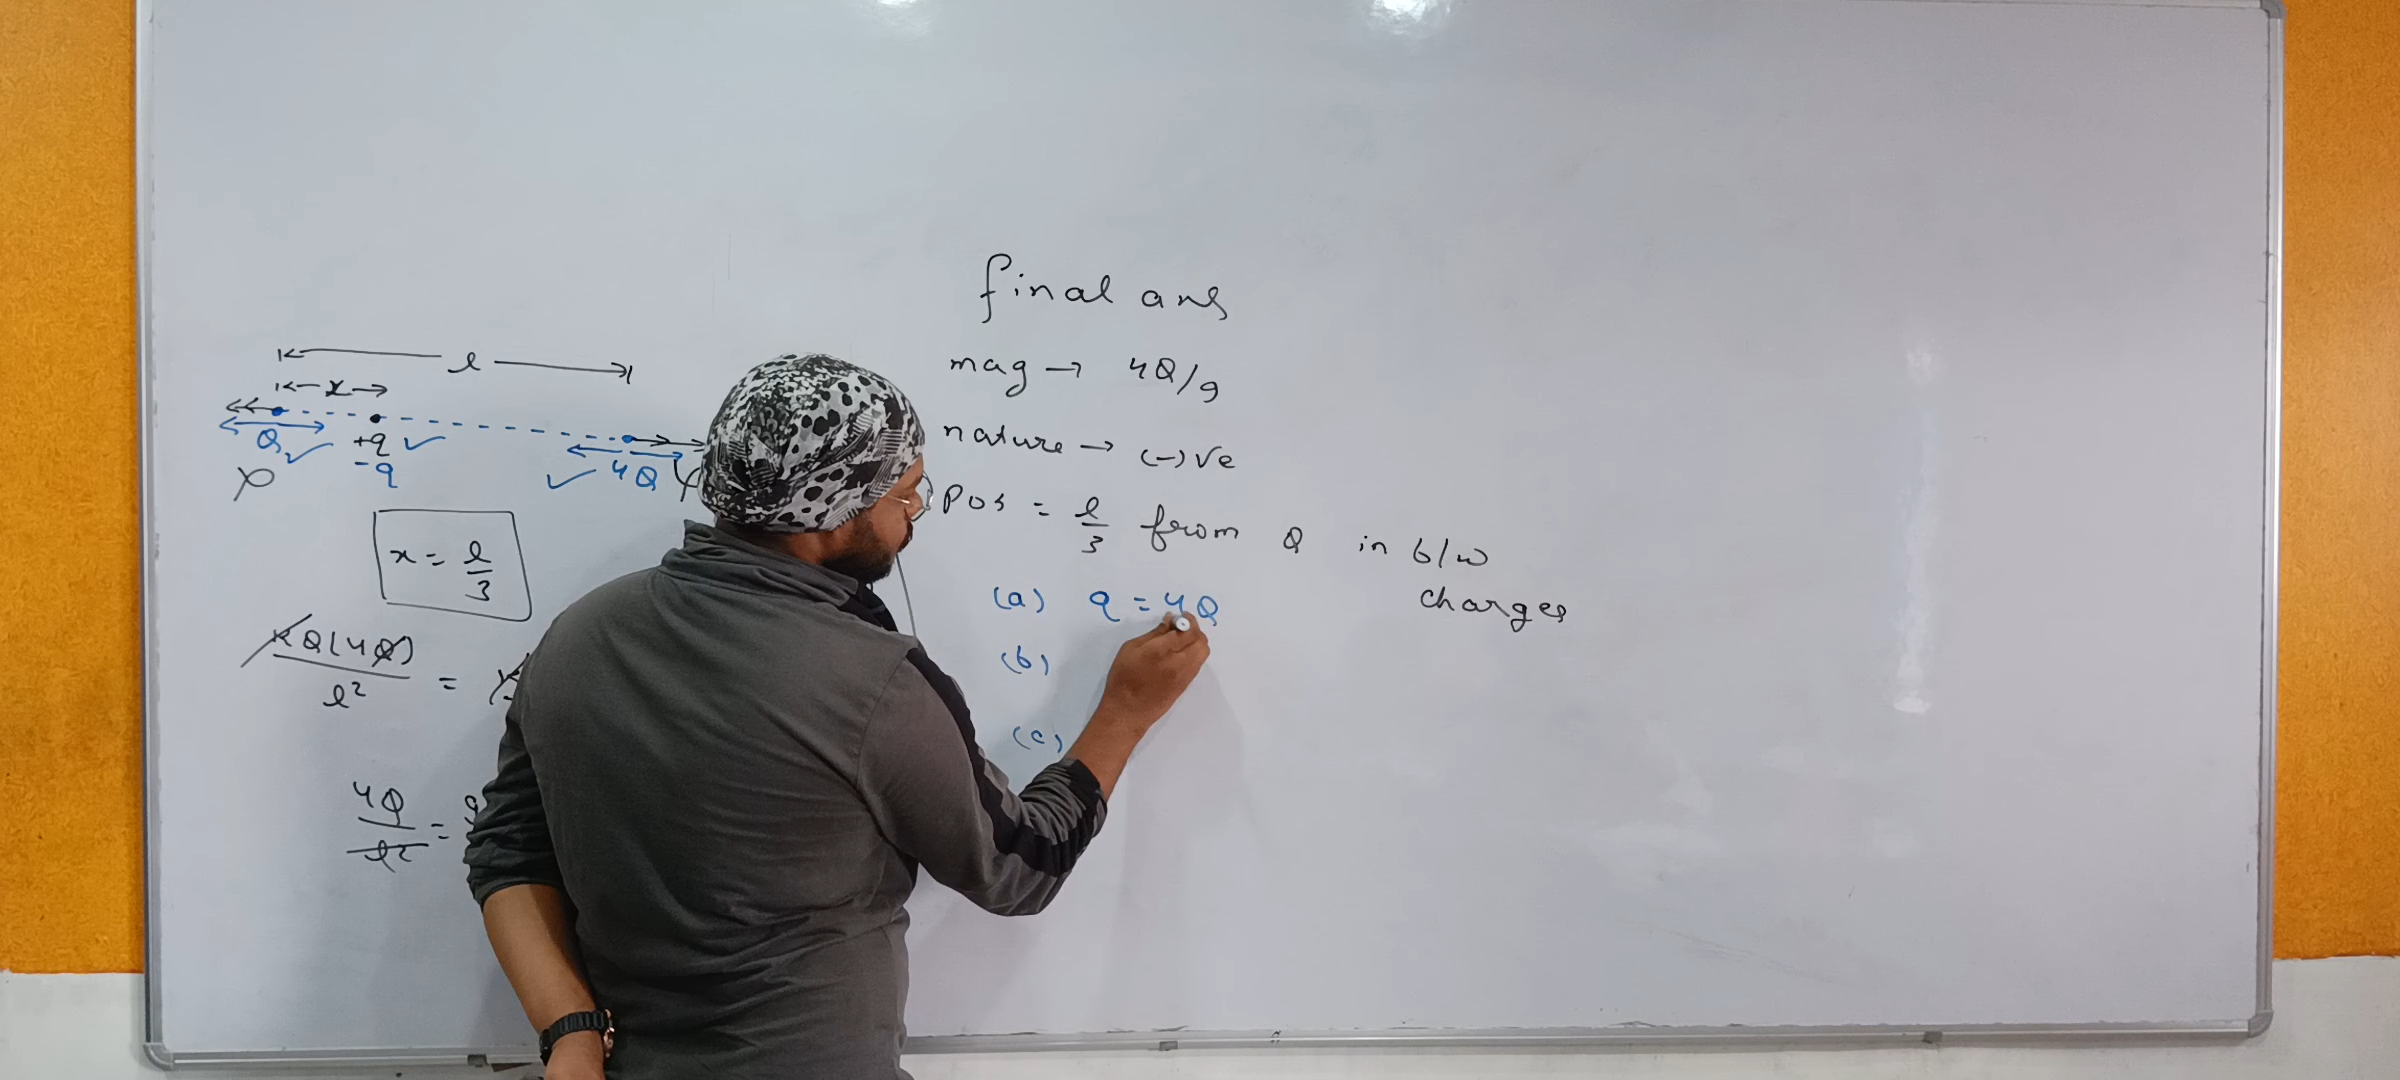 l
x
Q
+q
-q
4Q
x = l/3
KQ(4Q)/l² =
4Q/l² = 9
final ans
mag → 4Q/9
nature → (-)ve
Pos = l/3 from Q in b/w
charges
(a) q = 4Q
(b)
(c)